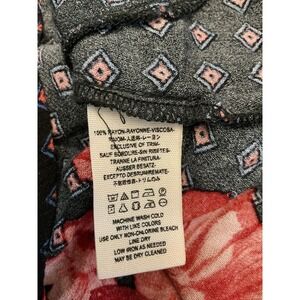 100% RAYON-RAYONNE-VISCOSA-
EXCLUSIVE OF TRIM-
SAUF BORDURE-SIN RIBETES-
TRANNE LA FINITURA-
AUSSER BESATZ-
EXCEPTO DESBURREMATE-
MACHINE WASH COLD
WITH LIKE COLORS
USE ONLY NON-CHLORINE BLEACH
LINE DRY
LOW IRON AS NEEDED
MAY BE DRY CLEANED